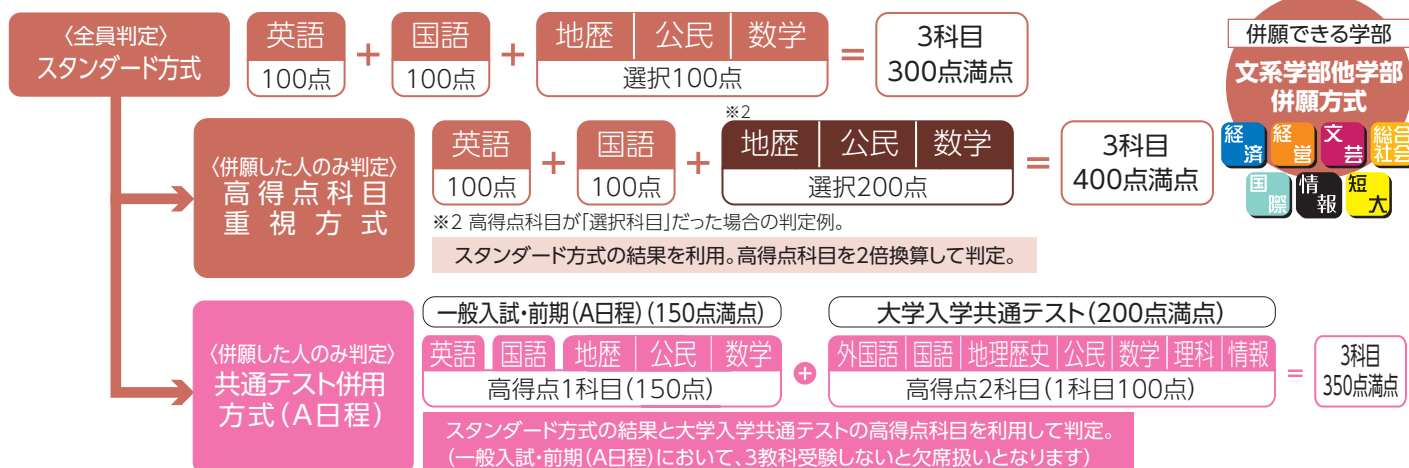 〈全員判定〉
スタンダード方式
英語 + 国語 + 地歴 公民 数学 = 3科目
100点 100点 選択100点 300点満点
併願できる学部
文系学部他学部
併願方式
経済 経営 文芸 総合社会
国際 情報 短大
〈併願した人のみ判定〉
高得点科目
重視方式
※2
英語 + 国語 + 地歴 公民 数学 = 3科目
100点 100点 選択200点 400点満点
※2 高得点科目が「選択科目」だった場合の判定例。
スタンダード方式の結果を利用。高得点科目を2倍換算して判定。
〈併願した人のみ判定〉
共通テスト併用
方式(A日程)
一般入試・前期(A日程)(150点満点)
英語 国語 地歴 公民 数学
高得点1科目(150点)
+
大学入学共通テスト(200点満点)
外国語 国語 地理歴史 公民 数学 理科 情報
高得点2科目(1科目100点)
= 3科目
350点満点
スタンダード方式の結果と大学入学共通テストの高得点科目を利用して判定。
(一般入試・前期(A日程)において、3教科受験しないと欠席扱いとなります)